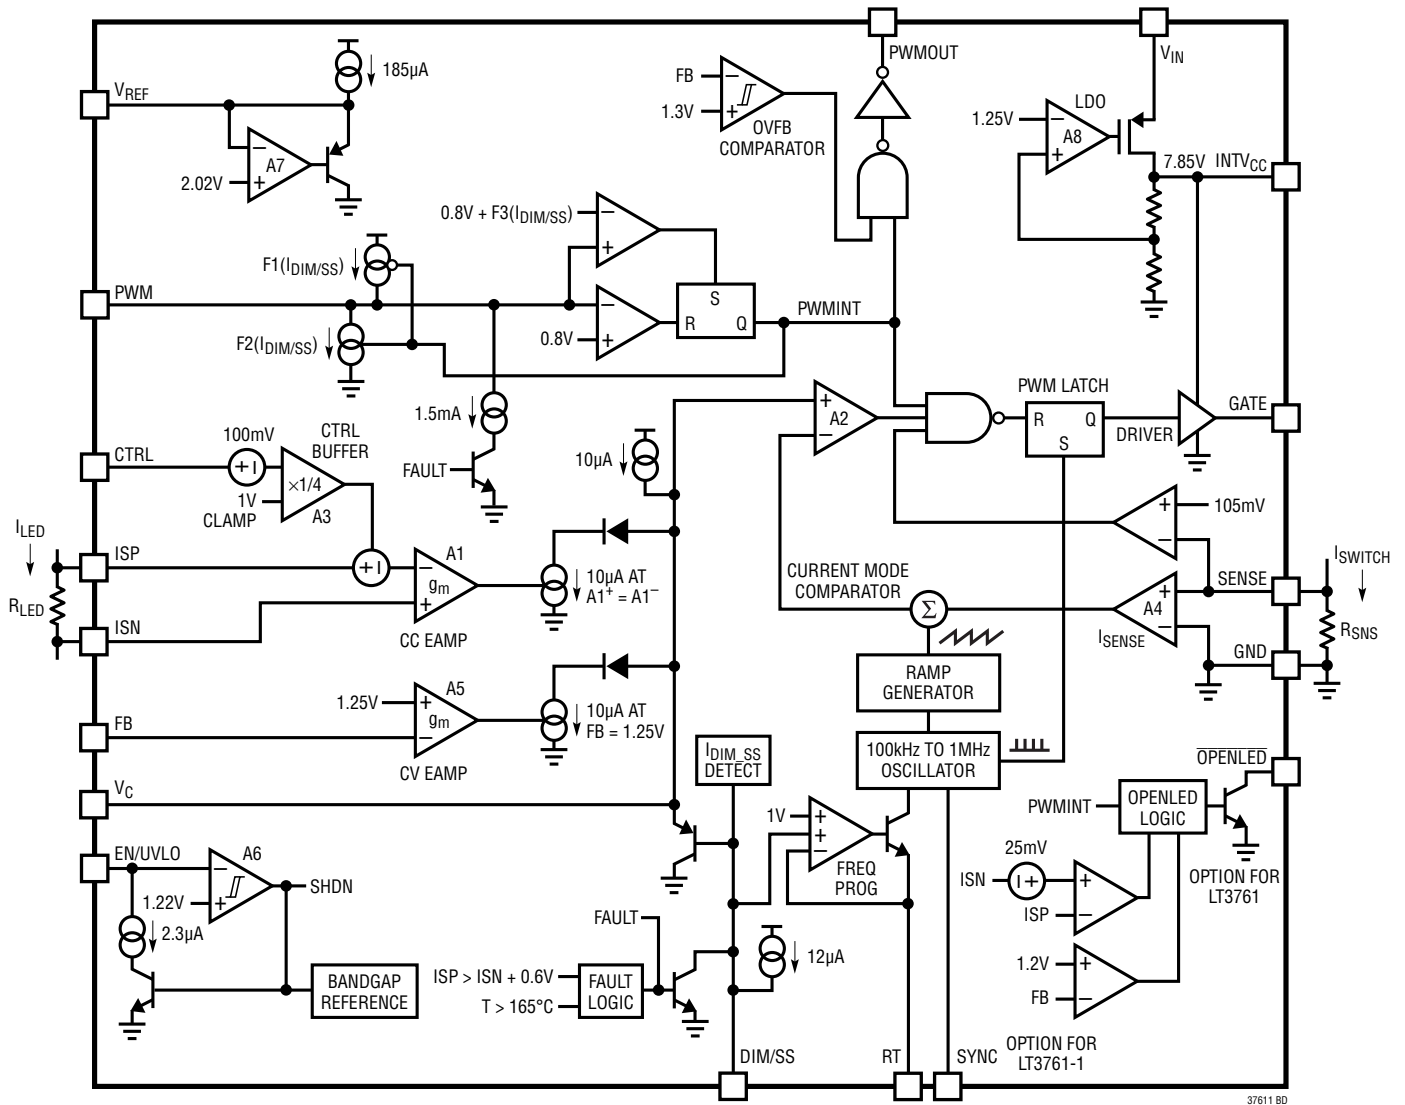 PWMOUT
V_IN
185µA
V_REF
A7
2.02V
FB
1.3V
OVFB
COMPARATOR
LDO
1.25V
A8
7.85V
INTV_CC
0.8V + F3(I_DIM/SS)
F1(I_DIM/SS)
PWM
S
R
Q
PWMINT
0.8V
F2(I_DIM/SS)
1.5mA
FAULT
10µA
A2
PWM LATCH
R
Q
S
DRIVER
GATE
100mV
CTRL
BUFFER
CTRL
×1/4
1V
CLAMP
A3
105mV
I_LED
ISP
A1
g_m
10µA AT
A1⁺ = A1⁻
R_LED
ISN
CC EAMP
CURRENT MODE
COMPARATOR
Σ
A4
I_SENSE
SENSE
I_SWITCH
R_SNS
GND
RAMP
GENERATOR
1.25V
A5
g_m
10µA AT
FB = 1.25V
FB
CV EAMP
I_DIM_SS
DETECT
100kHz TO 1MHz
OSCILLATOR
OPENLED
V_C
PWMINT
OPENLED
LOGIC
1V
FREQ
PROG
25mV
ISN
ISP
OPTION FOR
LT3761
EN/UVLO
A6
1.22V
SHDN
2.3µA
FAULT
12µA
BANDGAP
REFERENCE
ISP > ISN + 0.6V
T > 165°C
FAULT
LOGIC
1.2V
FB
DIM/SS
RT
SYNC
OPTION FOR
LT3761-1
37611 BD